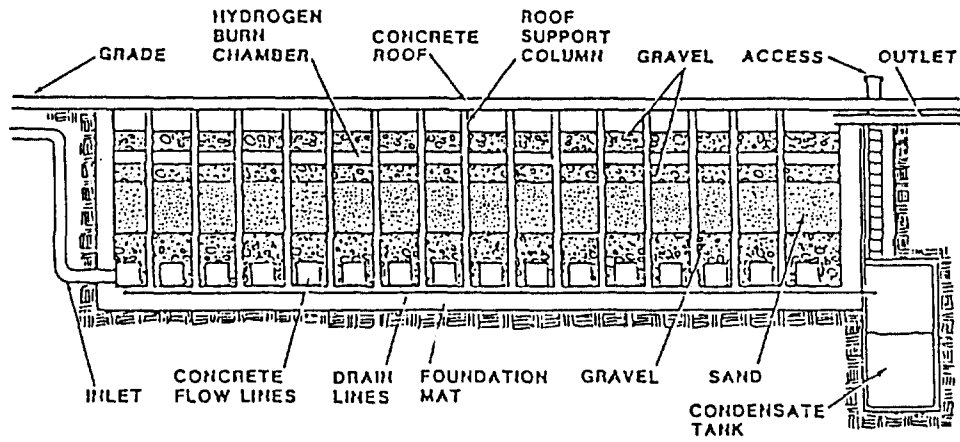 GRADE
HYDROGEN
BURN
CHAMBER
CONCRETE
ROOF
ROOF
SUPPORT
COLUMN
GRAVEL
ACCESS
OUTLET
INLET
CONCRETE
FLOW LINES
DRAIN
LINES
FOUNDATION
MAT
GRAVEL
SAND
CONDENSATE
TANK